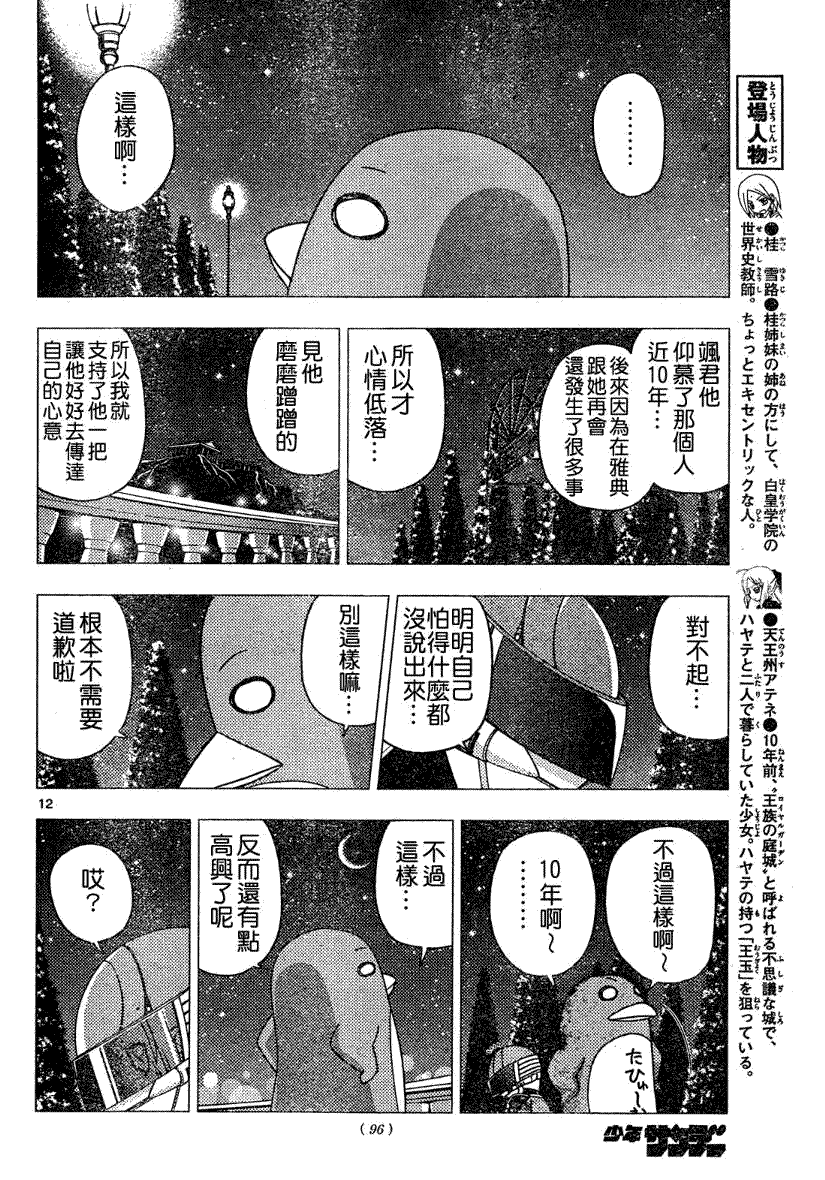 ………
這樣啊…
颯君他
仰慕了那個人
近10年…
後來因為在雅典
跟她再會
還發生了很多事
所以才
心情低落…
見他
磨磨蹭蹭的
所以我就
支持了他一把
讓他好好去傳達
自己的心意
對不起…
明明自己
怕得什麼都
沒說出來…
別這樣嘛…
根本不需要
道歉啦
12
不過這樣啊～
10年啊～
たひゅ～
不過
這樣…
反而還有點
高興了呢
哎？
登場人物
●桂 雪路●桂姉妹の姉の方にして、白皇学院の
世界史教師。ちょっとエキセントリックな人。
●天王州アテネ●10年前、“王族の庭城”と呼ばれる不思議な城で、
ハヤテと二人で暮らしていた少女。ハヤテの持つ「王玉」を狙っている。
(96)
少年サンデー